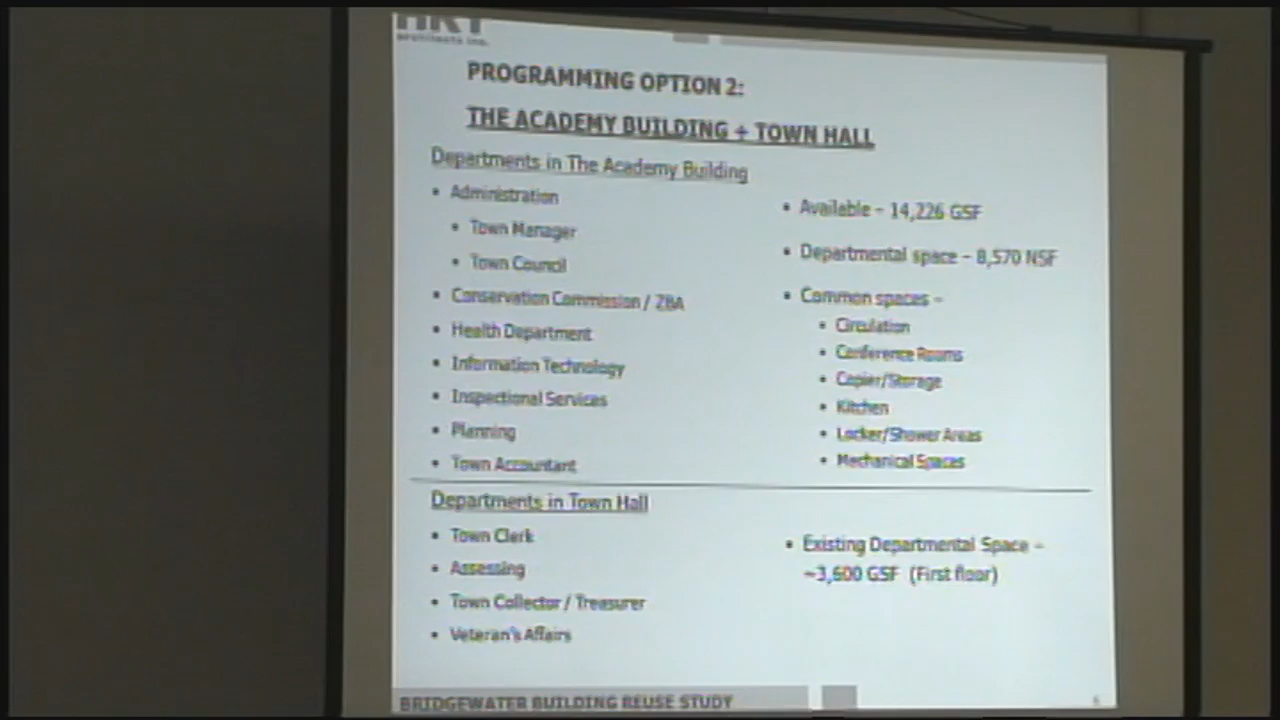 HKT
architects inc.
PROGRAMMING OPTION 2:
THE ACADEMY BUILDING + TOWN HALL
Departments in The Academy Building
• Administration
• Town Manager
• Town Council
• Conservation Commission / ZBA
• Health Department
• Information Technology
• Inspectional Services
• Planning
• Town Accountant
• Available – 14,226 GSF
• Departmental space – 8,570 NSF
• Common spaces –
• Circulation
• Conference Rooms
• Copier/Storage
• Kitchen
• Locker/Shower Areas
• Mechanical Spaces
Departments in Town Hall
• Town Clerk
• Assessing
• Town Collector / Treasurer
• Veteran's Affairs
• Existing Departmental Space –
~3,600 GSF (First floor)
BRIDGEWATER BUILDING REUSE STUDY